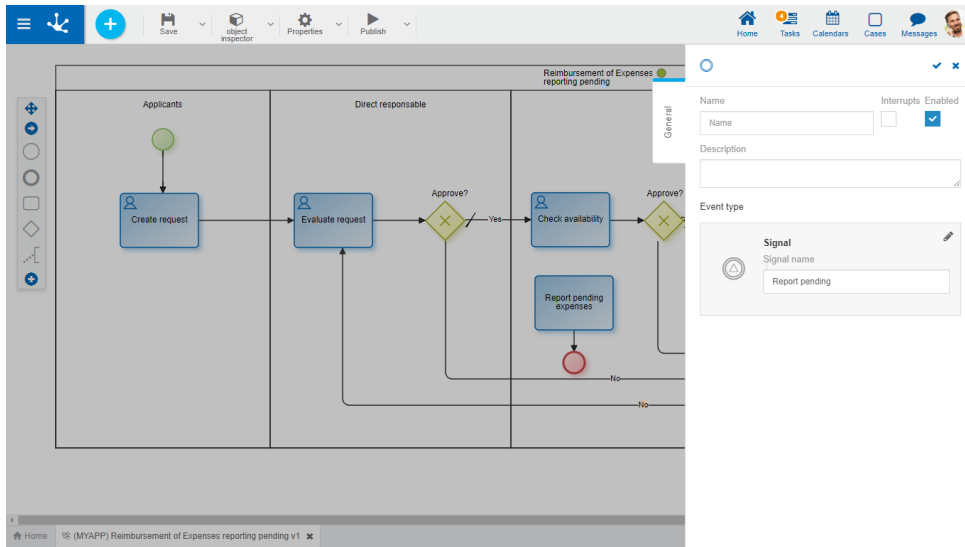 Save
object
inspector
Properties
Publish
Home
4
Tasks
Calendars
Cases
Messages
Reimbursement of Expenses
reporting pending
Applicants
Direct responsable
Create request
Evaluate request
Approve?
Yes
Check availability
Approve?
Report pending
expenses
No
No
General
Name
Interrupts
Enabled
Name
Description
Event type
Signal
Signal name
Report pending
Home
(MYAPP) Reimbursement of Expenses reporting pending v1